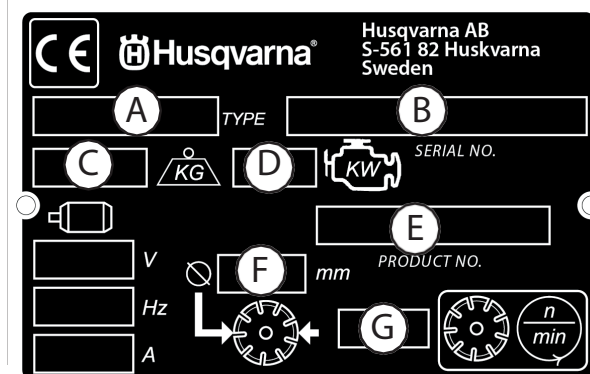 CE Husqvarna®
Husqvarna AB
S-561 82 Huskvarna
Sweden
A TYPE B
SERIAL NO.
C KG D KW
E
PRODUCT NO.
V
F mm
Hz
G n/min
A